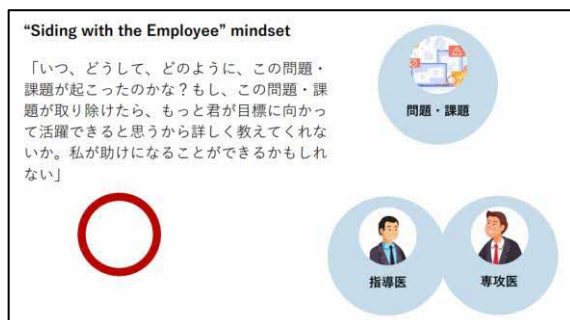 “Siding with the Employee” mindset
「いつ、どうして、どのように、この問題・
課題が起こったのかな？もし、この問題・課
題が取り除けたら、もっと君が目標に向かっ
て活躍できると思うから詳しく教えてくれな
いか。私が助けになることができるかもしれ
ない」
問題・課題
指導医
専攻医